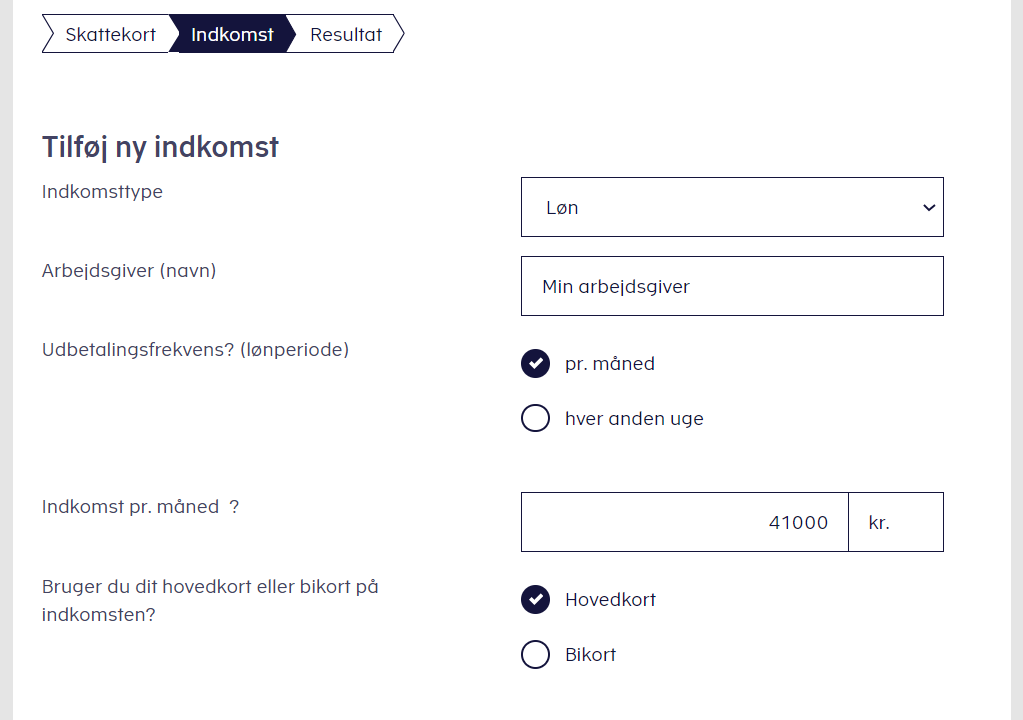 Skattekort Indkomst Resultat
Tilføj ny indkomst
Indkomsttype
Løn
Arbejdsgiver (navn)
Min arbejdsgiver
Udbetalingsfrekvens? (lønperiode)
pr. måned
hver anden uge
Indkomst pr. måned ?
41000 kr.
Bruger du dit hovedkort eller bikort på
indkomsten?
Hovedkort
Bikort